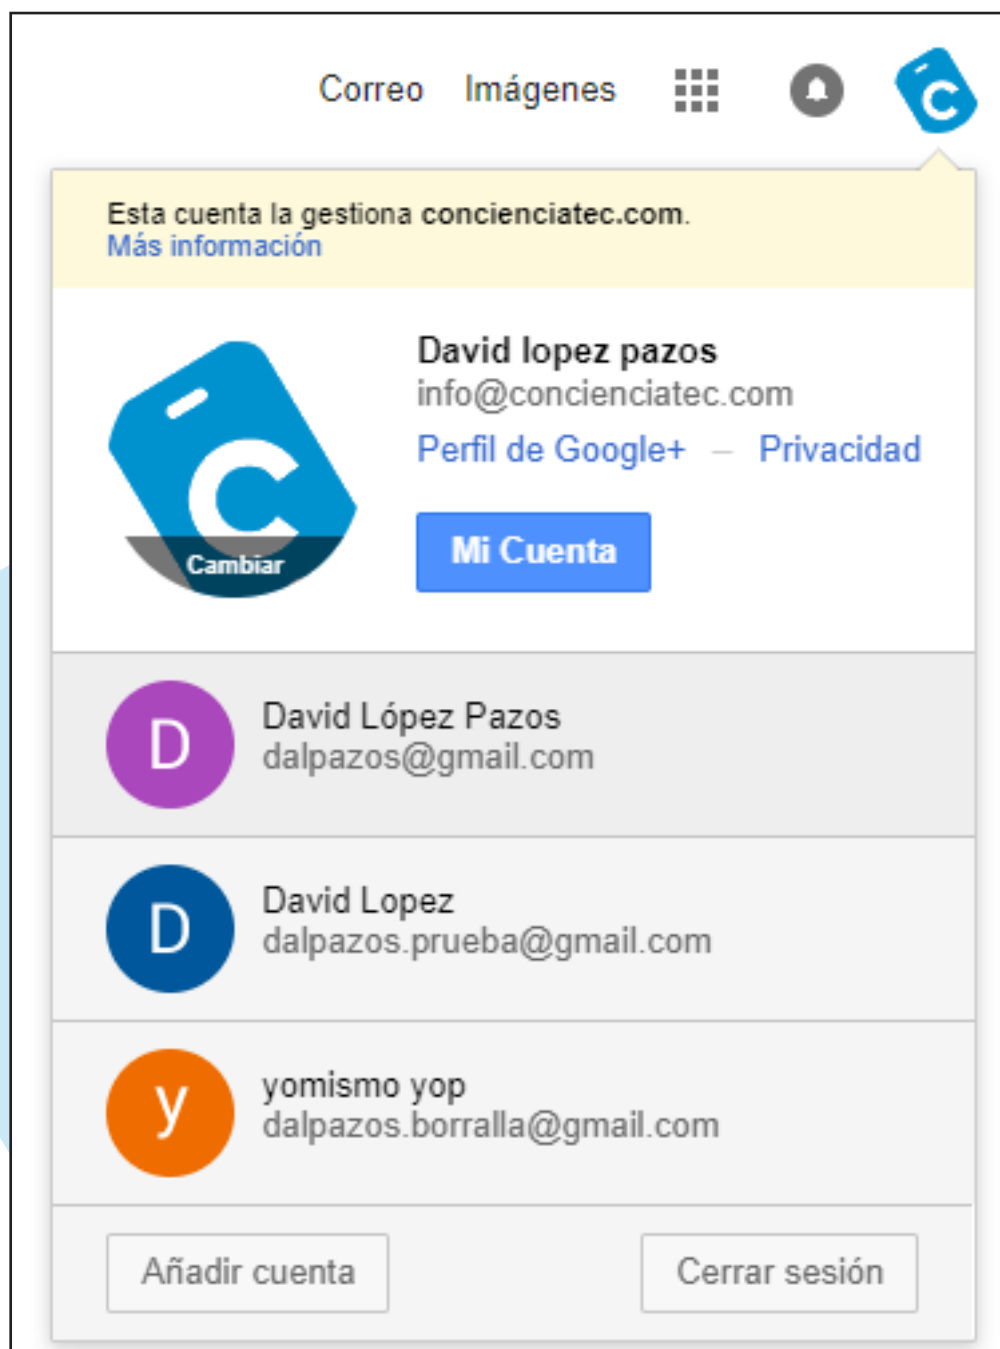 Correo Imágenes
Esta cuenta la gestiona concienciatec.com.
Más información
C
David lopez pazos
info@concienciatec.com
Perfil de Google+ – Privacidad
Cambiar
Mi Cuenta
D
David López Pazos
dalpazos@gmail.com
D
David Lopez
dalpazos.prueba@gmail.com
y
yomismo yop
dalpazos.borralla@gmail.com
Añadir cuenta Cerrar sesión